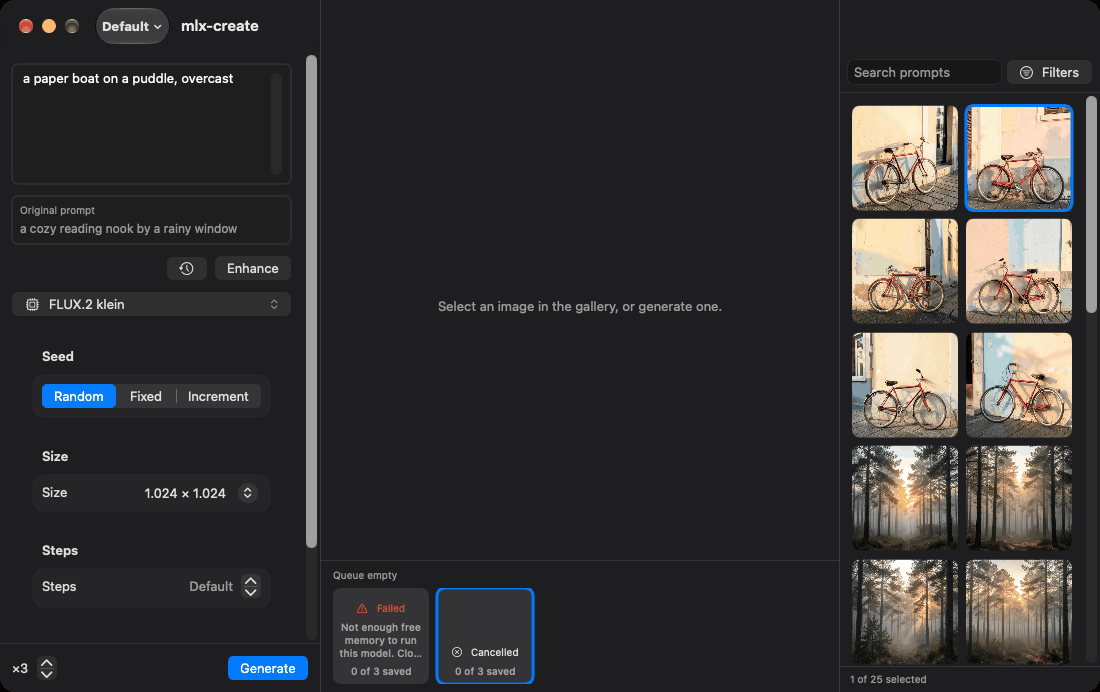 Default
mlx-create
a paper boat on a puddle, overcast
Original prompt
a cozy reading nook by a rainy window
Enhance
FLUX.2 klein
Seed
Random
Fixed
Increment
Size
Size
1.024 × 1.024
Steps
Steps
Default
×3
Generate
Select an image in the gallery, or generate one.
Queue empty
Failed
Not enough free
memory to run
this model. Clo...
0 of 3 saved
Cancelled
0 of 3 saved
Search prompts
Filters
1 of 25 selected